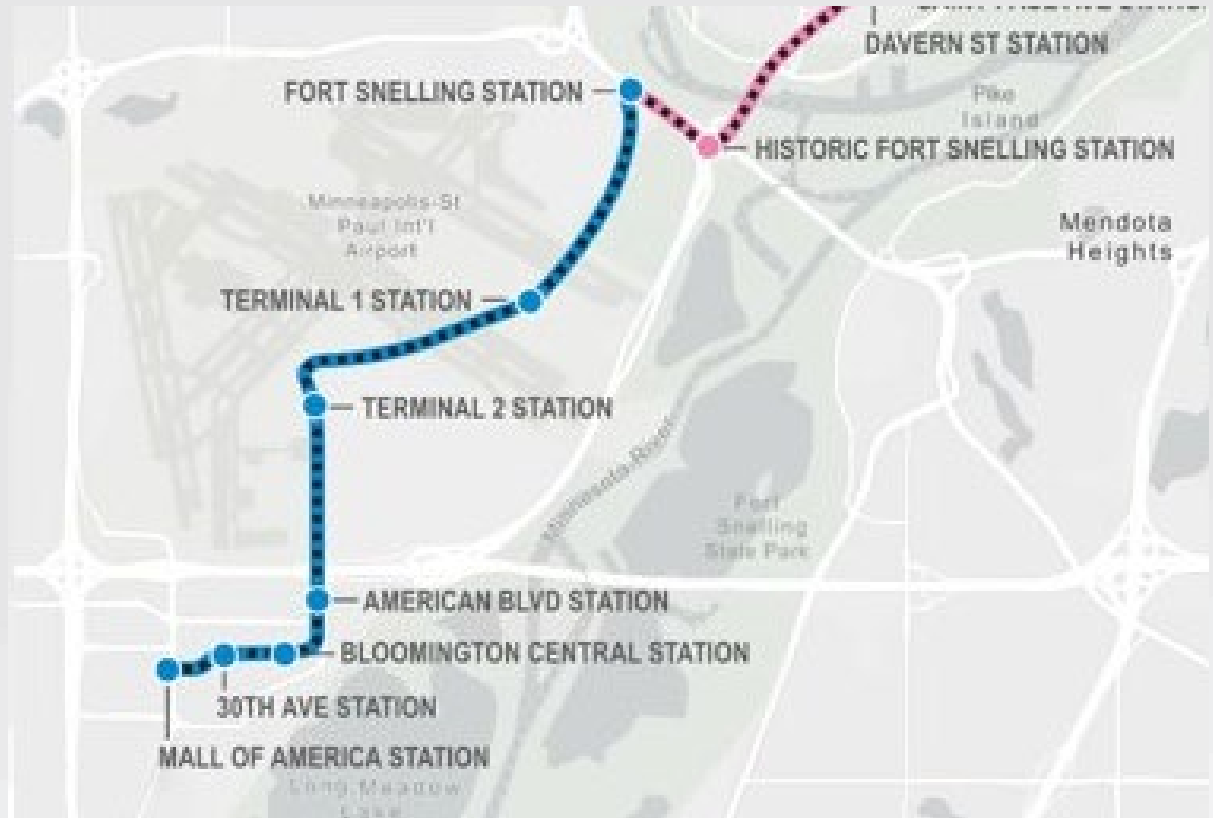 DAVERN ST STATION
FORT SNELLING STATION
Pike
Island
HISTORIC FORT SNELLING STATION
Minneapolis-St
Paul Int'l
Airport
Mendota
Heights
TERMINAL 1 STATION
TERMINAL 2 STATION
Minnesota River
Fort
Snelling
State Park
AMERICAN BLVD STATION
BLOOMINGTON CENTRAL STATION
30TH AVE STATION
MALL OF AMERICA STATION
Long Meadow
Lake